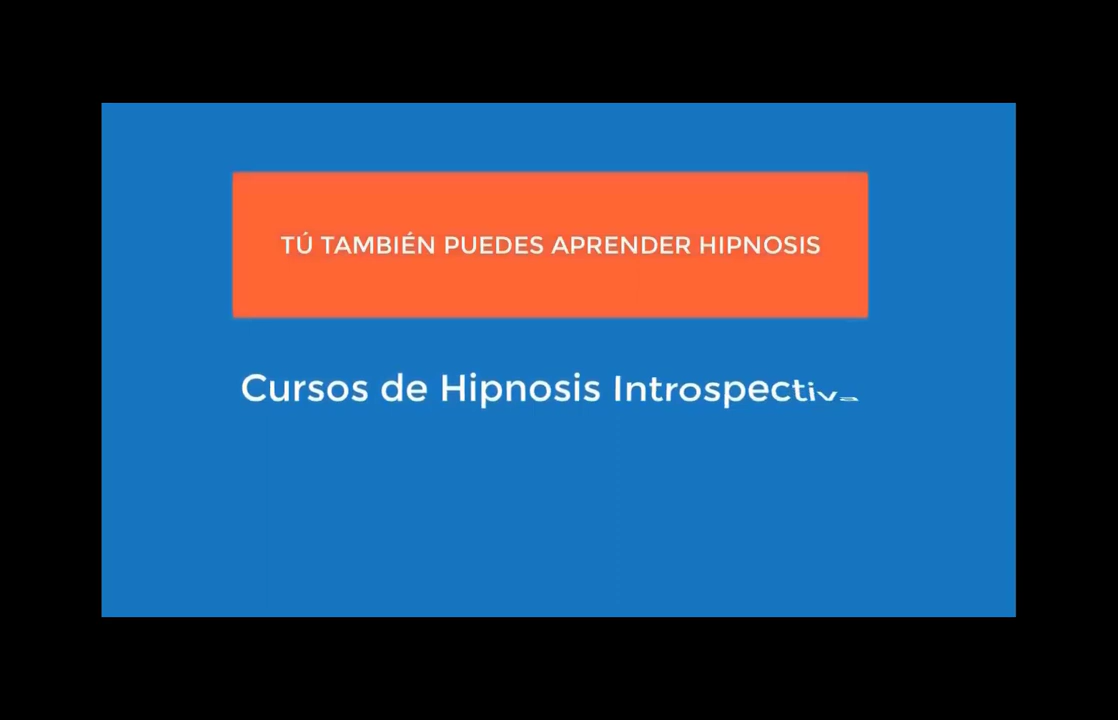 TÚ TAMBIÉN PUEDES APRENDER HIPNOSIS
Cursos de Hipnosis Introspectiva